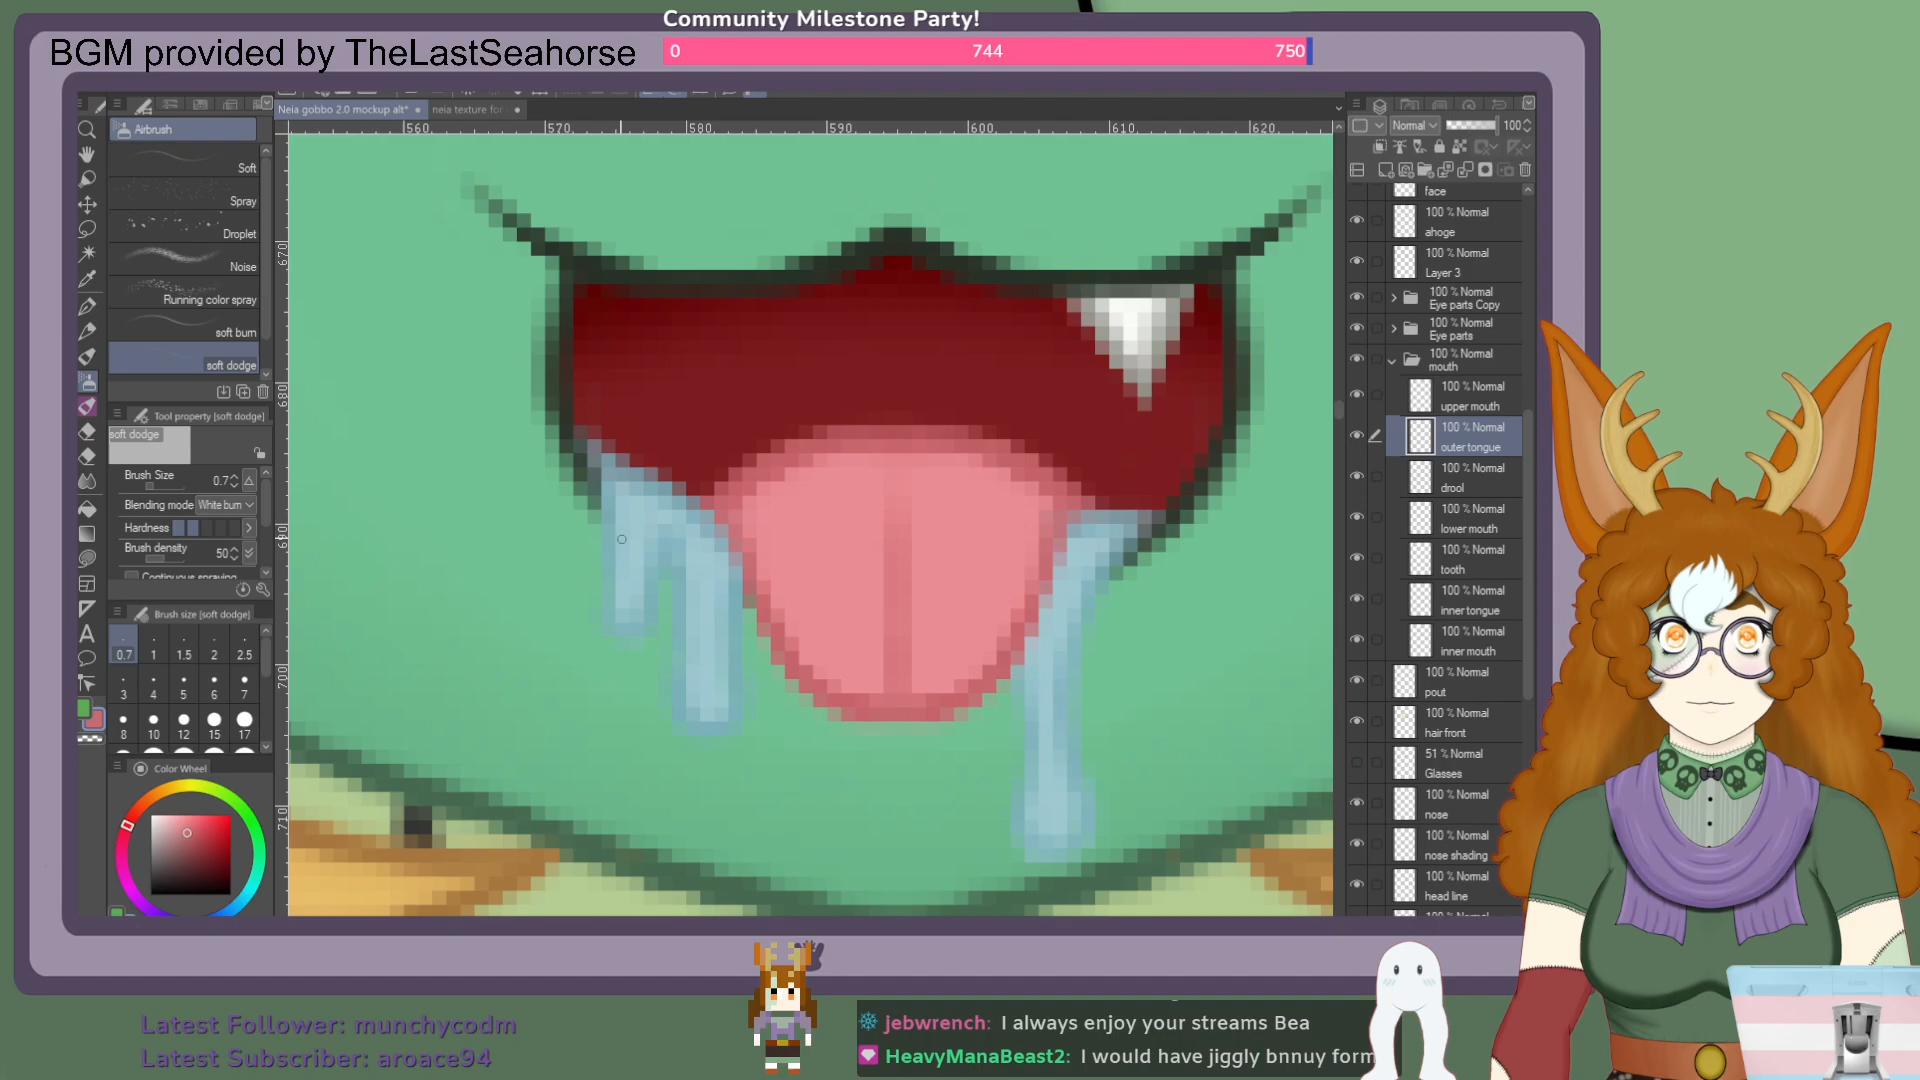 Community Milestone Party!
BGM provided by TheLastSeahorse
0 744 750
Neia gobbo 2.0 mockup alt*
neia texture for
Airbrush
Soft
Spray
Droplet
Noise
Running color spray
soft burn
soft dodge
Tool property [soft dodge]
soft dodge
Brush Size 0.7
Blending mode White burn
Hardness
Brush density 50
Continuous spraying
Brush size [soft dodge]
0.7 1 1.5 2 2.5
3 4 5 6 7
8 10 12 15 17
Color Wheel
560. 570. 580. 590. 600. 610. 620.
670
680
690
700
710
Normal 100
face
100 % Normal
ahoge
100 % Normal
Layer 3
100 % Normal
Eye parts Copy
100 % Normal
Eye parts
100 % Normal
mouth
100 % Normal
upper mouth
100 % Normal
outer tongue
100 % Normal
drool
100 % Normal
lower mouth
100 % Normal
tooth
100 % Normal
inner tongue
100 % Normal
inner mouth
100 % Normal
pout
100 % Normal
hair front
51 % Normal
Glasses
100 % Normal
nose
100 % Normal
nose shading
100 % Normal
head line
Latest Follower: munchycodm
Latest Subscriber: aroace94
jebwrench: I always enjoy your streams Bea
HeavyManaBeast2: I would have jiggly bnnuy form